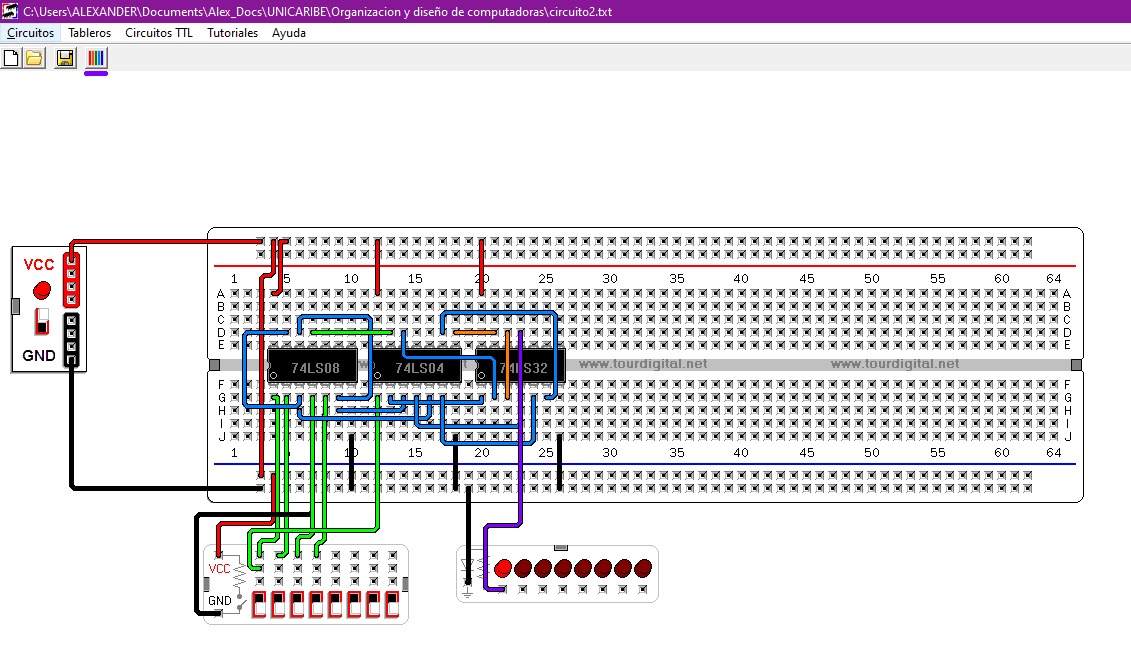 C:\Users\ALEXANDER\Documents\Alex_Docs\UNICARIBE\Organizacion y diseño de computadoras\circuito2.txt
Circuitos Tableros Circuitos TTL Tutoriales Ayuda
VCC
GND
1 5 10 15 20 25 30 35 40 45 50 55 60 64
A A
B B
C C
D D
E E
74LS08 74LS04 74LS32 www.tourdigital.net www.tourdigital.net
F F
G G
H H
I I
J J
1 15 20 25 30 35 40 45 50 55 60 64
VCC
GND